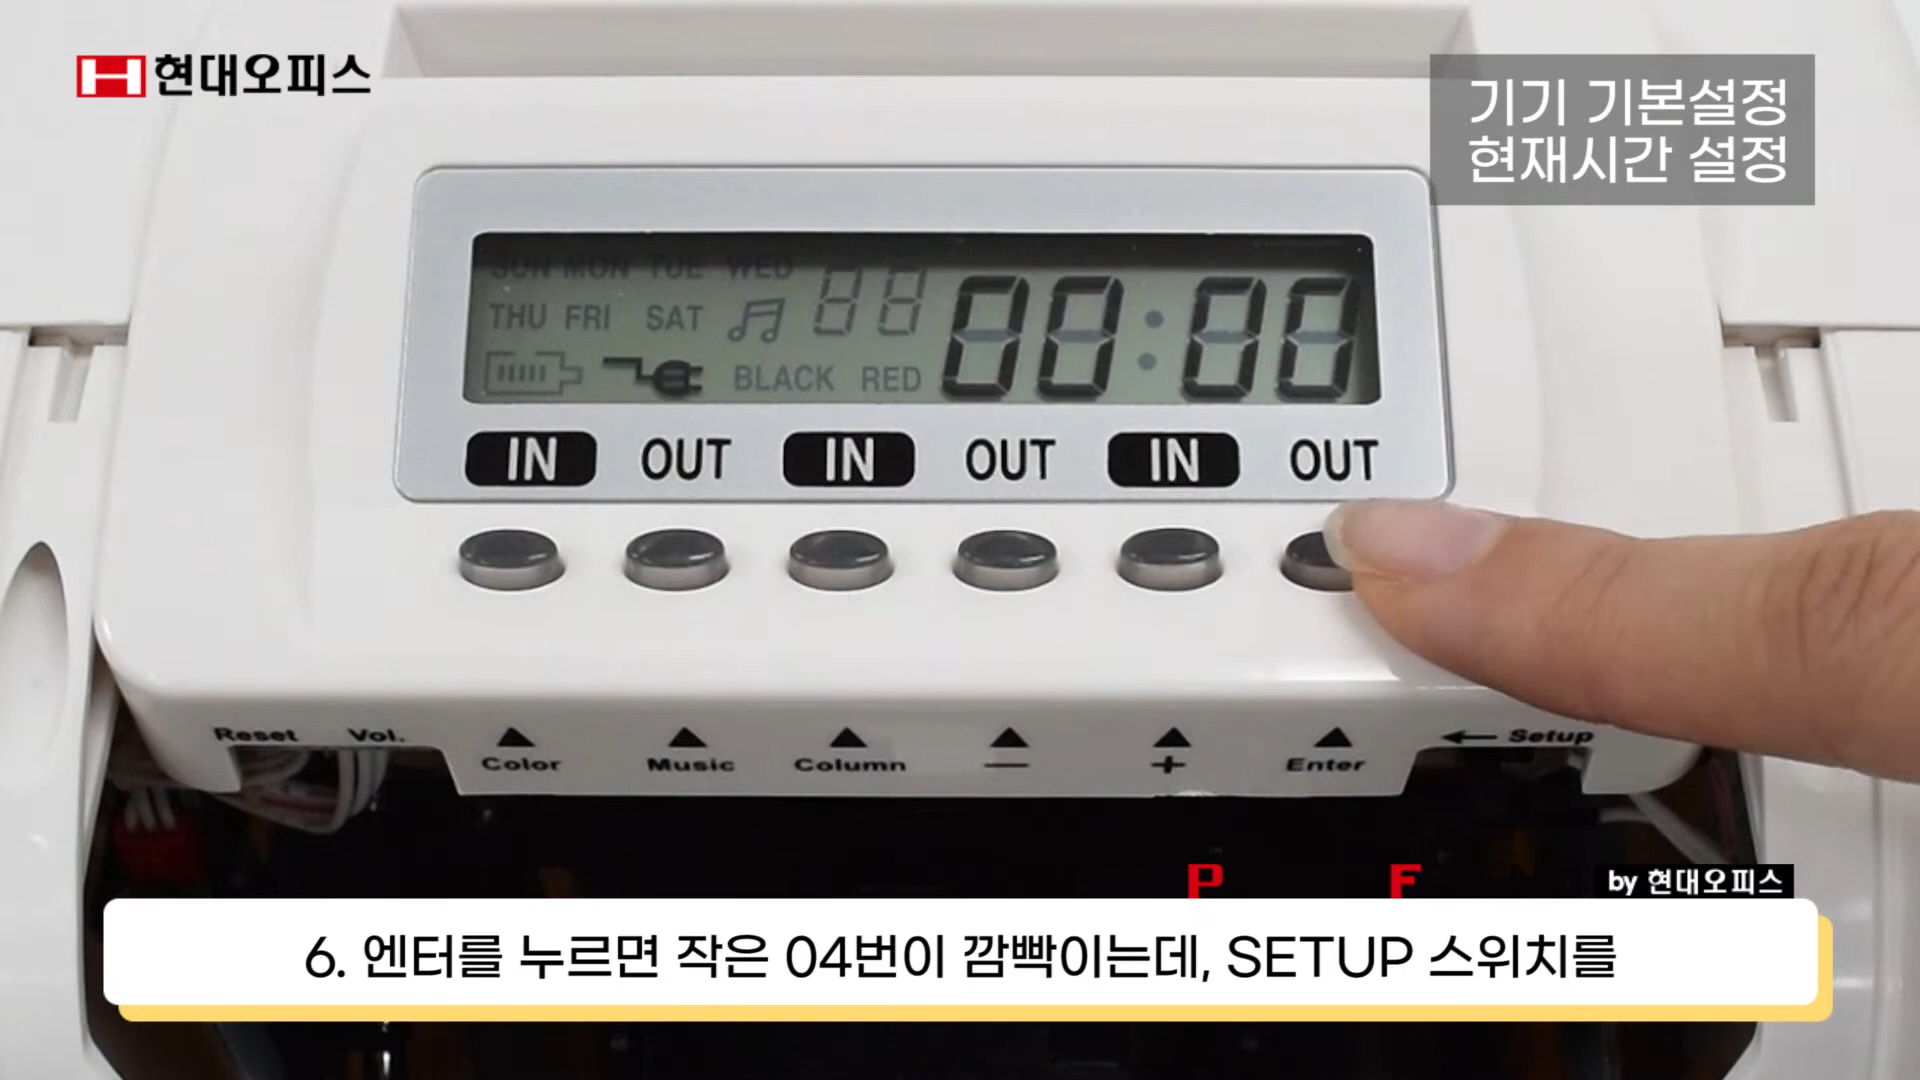 현대오피스
기기 기본설정
현재시간 설정
SUN MON TUE WED
THU FRI SAT 88 00:00
BLACK RED
IN OUT IN OUT IN OUT
Reset Vol. Color Music Column — + Enter Setup
P F
by 현대오피스
6. 엔터를 누르면 작은 04번이 깜빡이는데, SETUP 스위치를